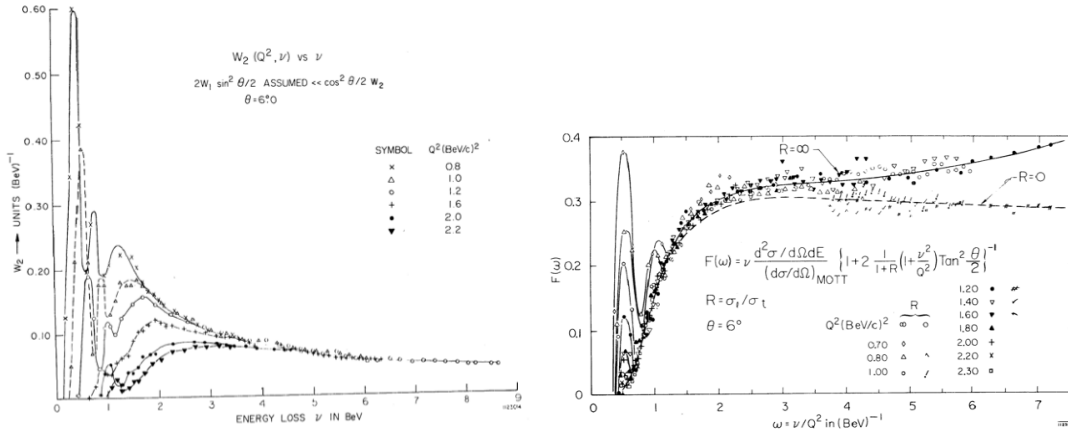 W₂ (Q², ν) vs ν
2W₁ sin² θ/2 ASSUMED << cos² θ/2 W₂
θ = 6°.0
SYMBOL Q² (BeV/c)²
× 0.8
△ 1.0
○ 1.2
+ 1.6
● 2.0
▼ 2.2
W₂ → UNITS (BeV)⁻¹
0.60
0.50
0.40
0.30
0.20
0.10
0 1 2 3 4 5 6 7 8 9
ENERGY LOSS ν IN BeV
R=∞
R=0
F(ω) = ν d²σ/dΩdE / (dσ/dΩ)MOTT {1+2 1/(1+R) (1+ν²/Q²) Tan² θ/2}⁻¹
R = σₗ/σₜ
θ = 6°
R
Q² (BeV/c)² ∞ 0
0.70
0.80
1.00
1.20
1.40
1.60
1.80
2.00
2.20
2.30
F(ω)
0.4
0.3
0.2
0.1
0
0 1 2 3 4 5 6 7
ω = ν/Q² in (BeV)⁻¹